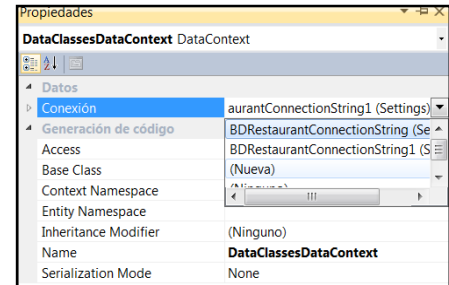 Propiedades
DataClassesDataContext DataContext
Datos
Conexión aurantConnectionString1 (Settings)
Generación de código BDRestaurantConnectionString (Se
Access BDRestaurantConnectionString1 (S
Base Class (Nueva)
Context Namespace (Ninguno)
Entity Namespace
Inheritance Modifier (Ninguno)
Name DataClassesDataContext
Serialization Mode None